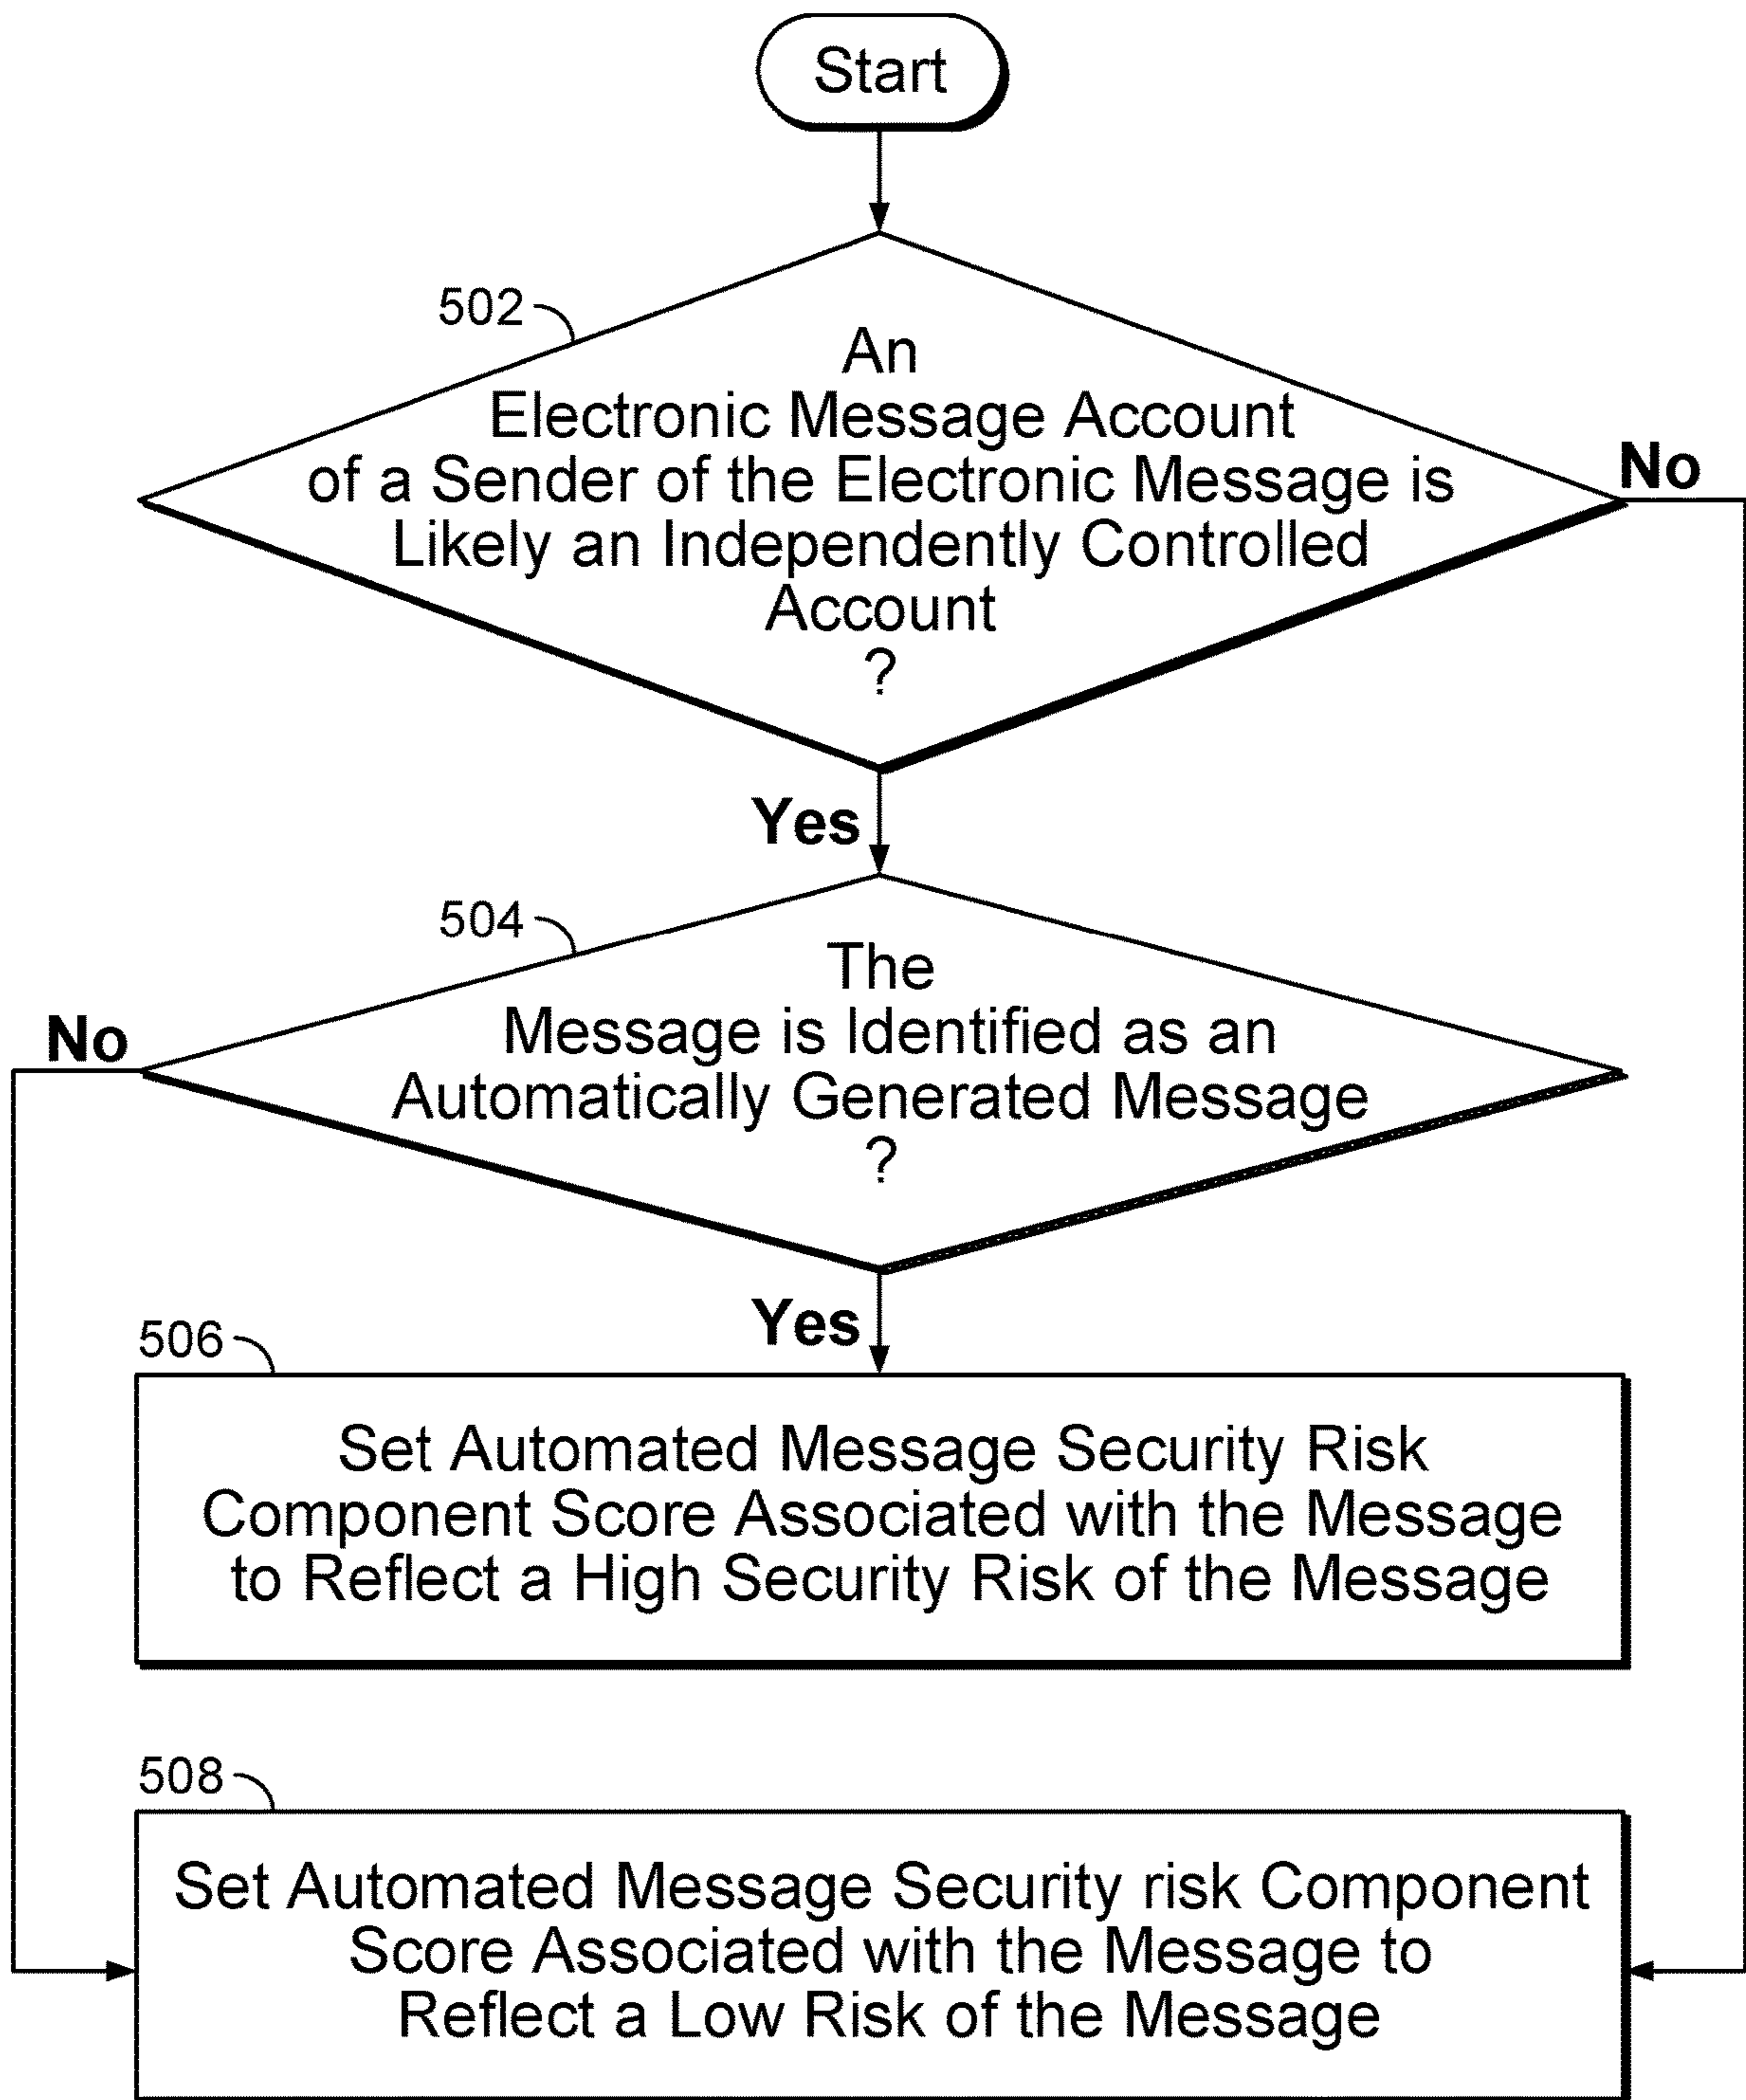 Start
502
An
Electronic Message Account
of a Sender of the Electronic Message is
Likely an Independently Controlled
Account
?
No
Yes
504
The
Message is Identified as an
Automatically Generated Message
?
No
Yes
506
Set Automated Message Security Risk
Component Score Associated with the Message
to Reflect a High Security Risk of the Message
508
Set Automated Message Security risk Component
Score Associated with the Message to
Reflect a Low Risk of the Message